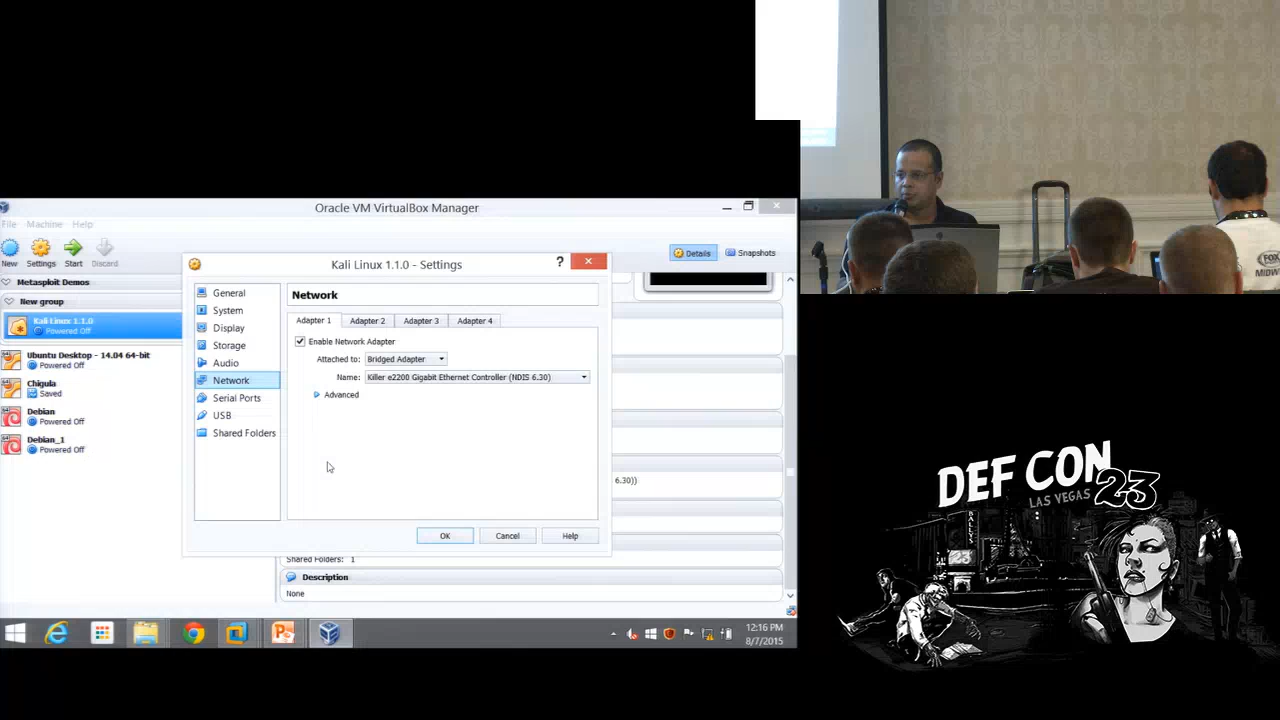 Oracle VM VirtualBox Manager
File Machine Help
New Settings Start Discard
Details Snapshots
Metasploit Demos
New group
Kali Linux 1.1.0
Powered Off
Ubuntu Desktop - 14.04 64-bit
Powered Off
Chigula
Saved
Debian
Powered Off
Debian_1
Powered Off
Kali Linux 1.1.0 - Settings
?
General
System
Display
Storage
Audio
Network
Serial Ports
USB
Shared Folders
Network
Adapter 1 Adapter 2 Adapter 3 Adapter 4
Enable Network Adapter
Attached to: Bridged Adapter
Name: Killer e2200 Gigabit Ethernet Controller (NDIS 6.30)
Advanced
OK Cancel Help
6.30))
Shared Folders: 1
Description
None
12:16 PM
8/7/2015
FOX
MIDW
DEF CON
LAS VEGAS 23
BALLYS
23